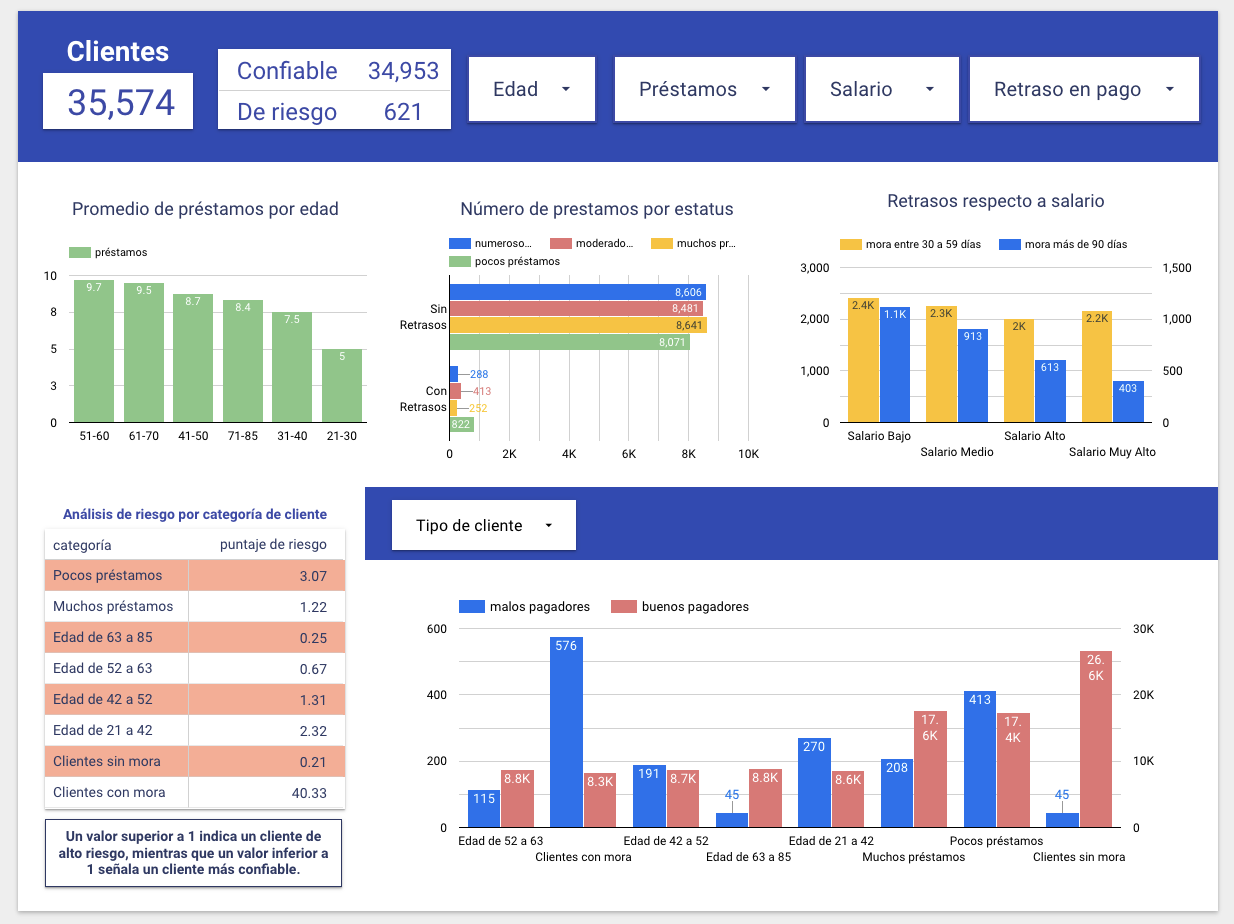 Clientes
35,574
Confiable 34,953
De riesgo 621
Edad
Préstamos
Salario
Retraso en pago
Promedio de préstamos por edad
préstamos
10
8
5
3
0
9.7
9.5
8.7
8.4
7.5
5
51-60 61-70 41-50 71-85 31-40 21-30
Número de prestamos por estatus
numeroso... moderado... muchos pr...
pocos préstamos
Sin
Retrasos
8,606
8,481
8,641
8,071
Con
Retrasos
288
413
252
822
0 2K 4K 6K 8K 10K
Retrasos respecto a salario
mora entre 30 a 59 días mora más de 90 días
3,000
2,000
1,000
0
1,500
1,000
500
0
2.4K
1.1K
2.3K
913
2K
613
2.2K
403
Salario Bajo
Salario Medio
Salario Alto
Salario Muy Alto
Análisis de riesgo por categoría de cliente
categoría puntaje de riesgo
Pocos préstamos 3.07
Muchos préstamos 1.22
Edad de 63 a 85 0.25
Edad de 52 a 63 0.67
Edad de 42 a 52 1.31
Edad de 21 a 42 2.32
Clientes sin mora 0.21
Clientes con mora 40.33
Un valor superior a 1 indica un cliente de
alto riesgo, mientras que un valor inferior a
1 señala un cliente más confiable.
Tipo de cliente
malos pagadores buenos pagadores
600
400
200
0
30K
20K
10K
0
115
8.8K
576
8.3K
191
8.7K
45
8.8K
270
8.6K
208
17.
6K
413
17.
4K
45
26.
6K
Edad de 52 a 63
Clientes con mora
Edad de 42 a 52
Edad de 63 a 85
Edad de 21 a 42
Muchos préstamos
Pocos préstamos
Clientes sin mora